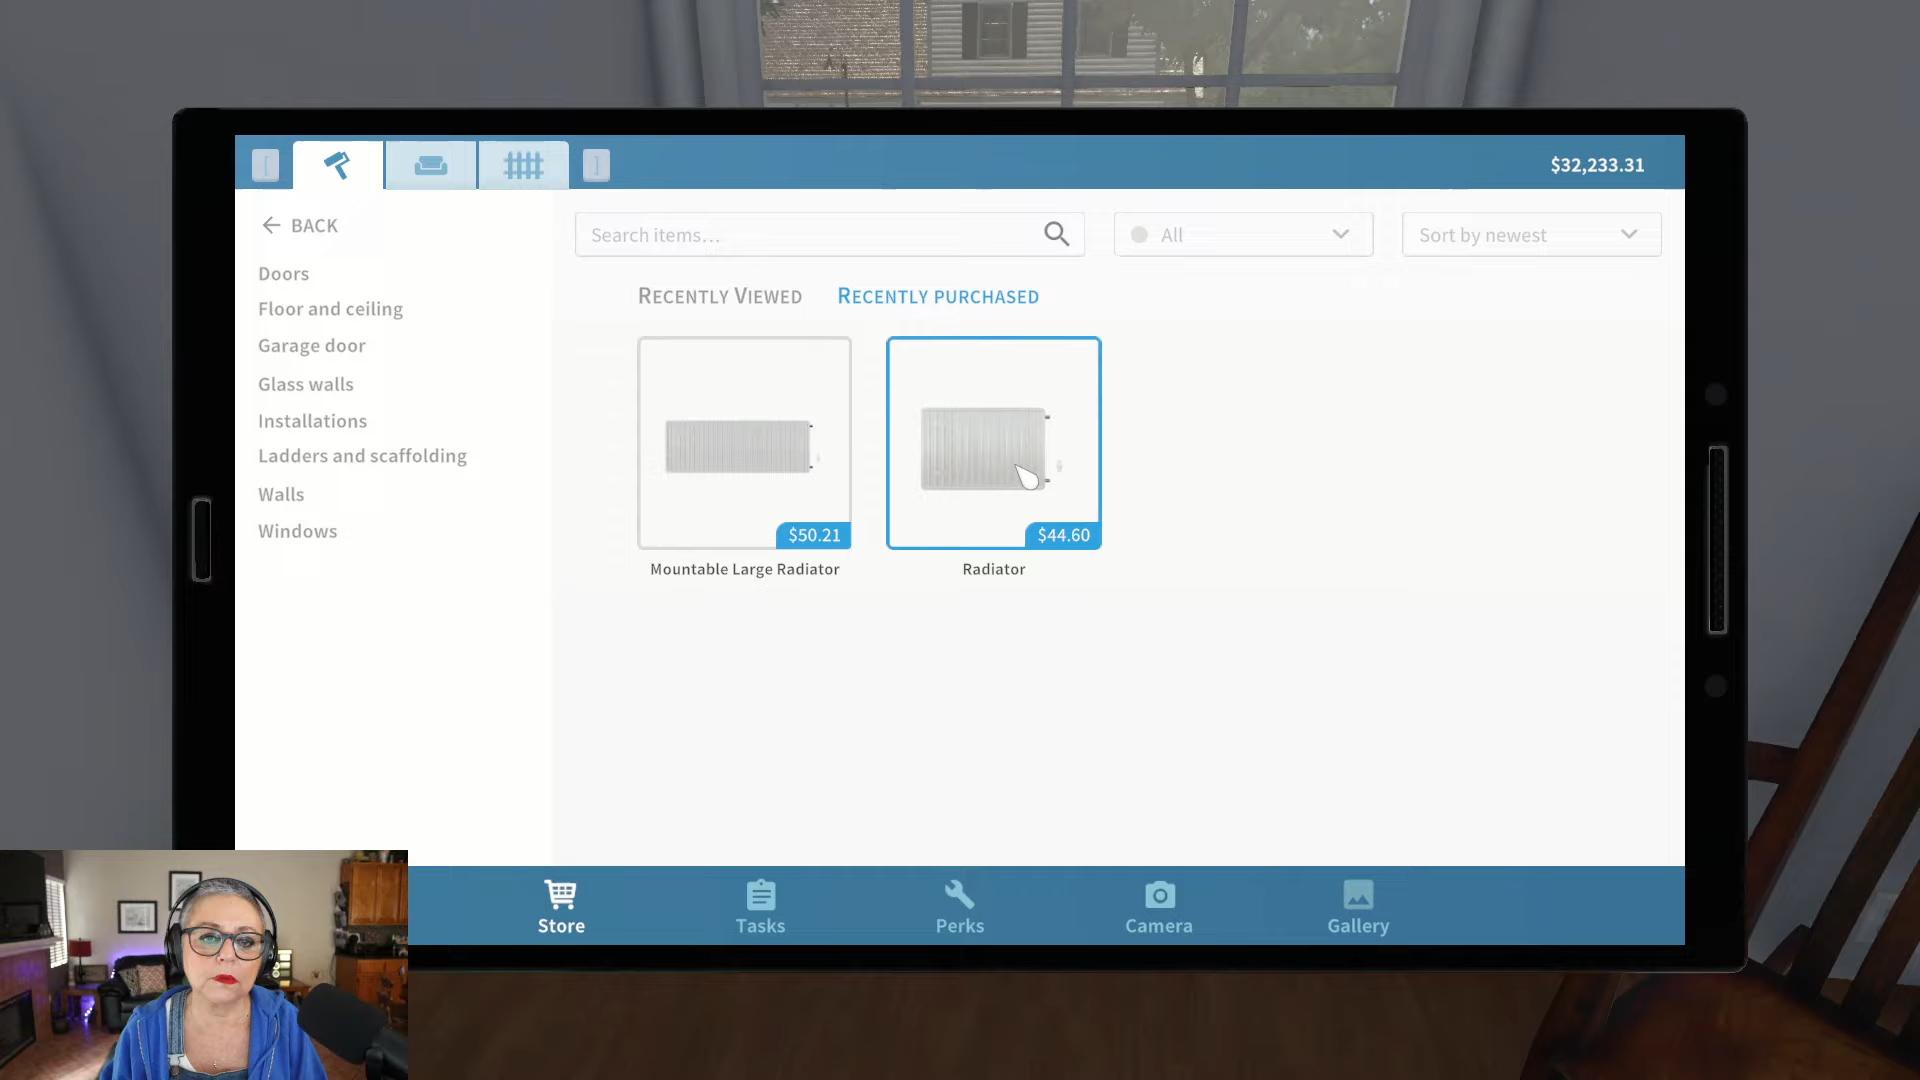 [
]
$32,233.31
BACK
Doors
Floor and ceiling
Garage door
Glass walls
Installations
Ladders and scaffolding
Walls
Windows
Search items...
All
Sort by newest
RECENTLY VIEWED
RECENTLY PURCHASED
$50.21
$44.60
Mountable Large Radiator
Radiator
Store
Tasks
Perks
Camera
Gallery